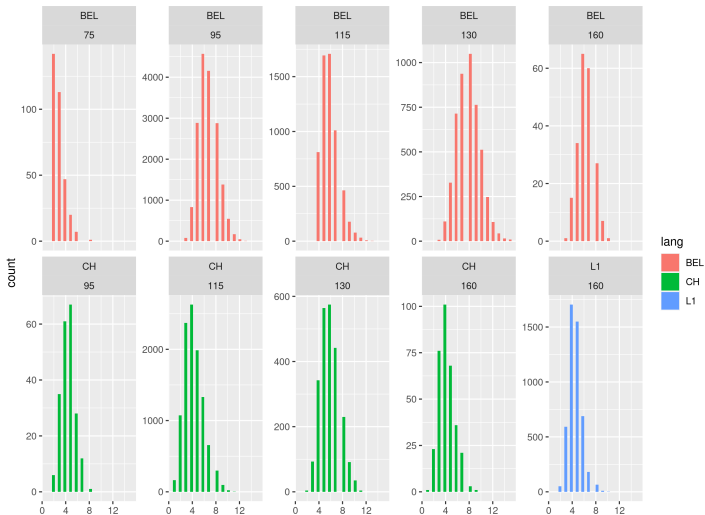 BEL BEL BEL BEL BEL
75 95 115 130 160
100 4000 1500 1000 60
50 3000 1000 750 40
0 2000 500 500 20
1000 0 250 0
0 0
lang
BEL
CH
L1
count
CH CH CH CH L1
95 115 130 160 160
60 2000 600 100 1500
40 1000 400 75 1000
20 0 200 50 500
0 0 25 0
0
0 4 8 12 0 4 8 12 0 4 8 12 0 4 8 12 0 4 8 12